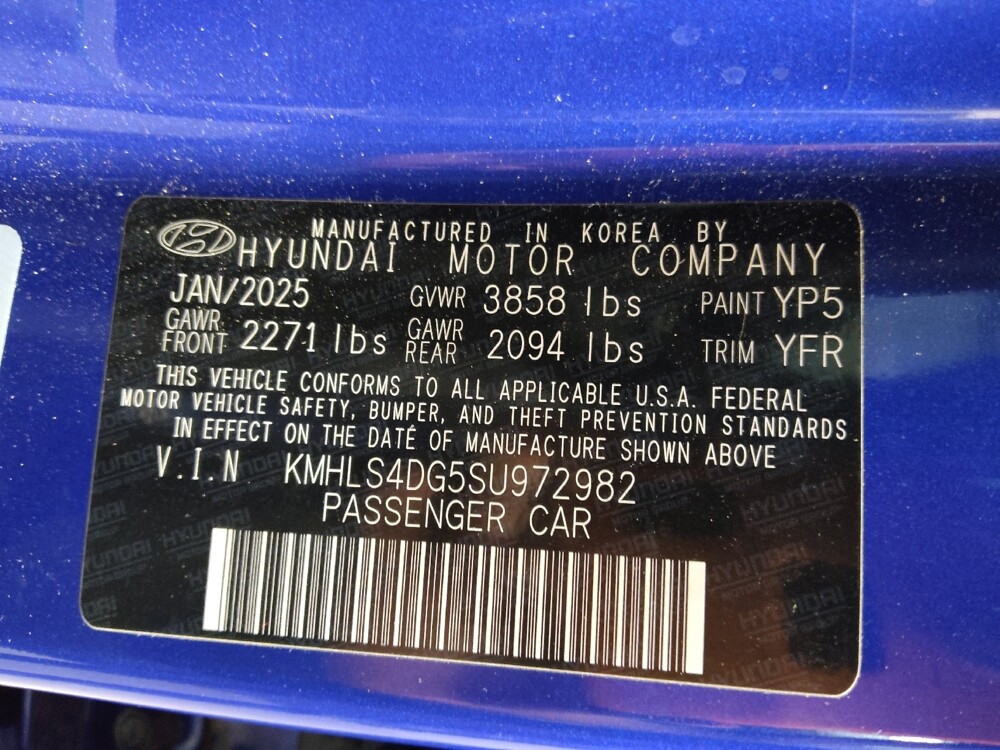 MANUFACTURED IN KOREA BY
HYUNDAI MOTOR COMPANY
JAN/2025 GVWR 3858 lbs PAINT YP5
GAWR FRONT 2271 lbs GAWR REAR 2094 lbs TRIM YFR
THIS VEHICLE CONFORMS TO ALL APPLICABLE U.S.A. FEDERAL
MOTOR VEHICLE SAFETY, BUMPER, AND THEFT PREVENTION STANDARDS
IN EFFECT ON THE DATE OF MANUFACTURE SHOWN ABOVE
V.I.N KMHLS4DG5SU972982
PASSENGER CAR